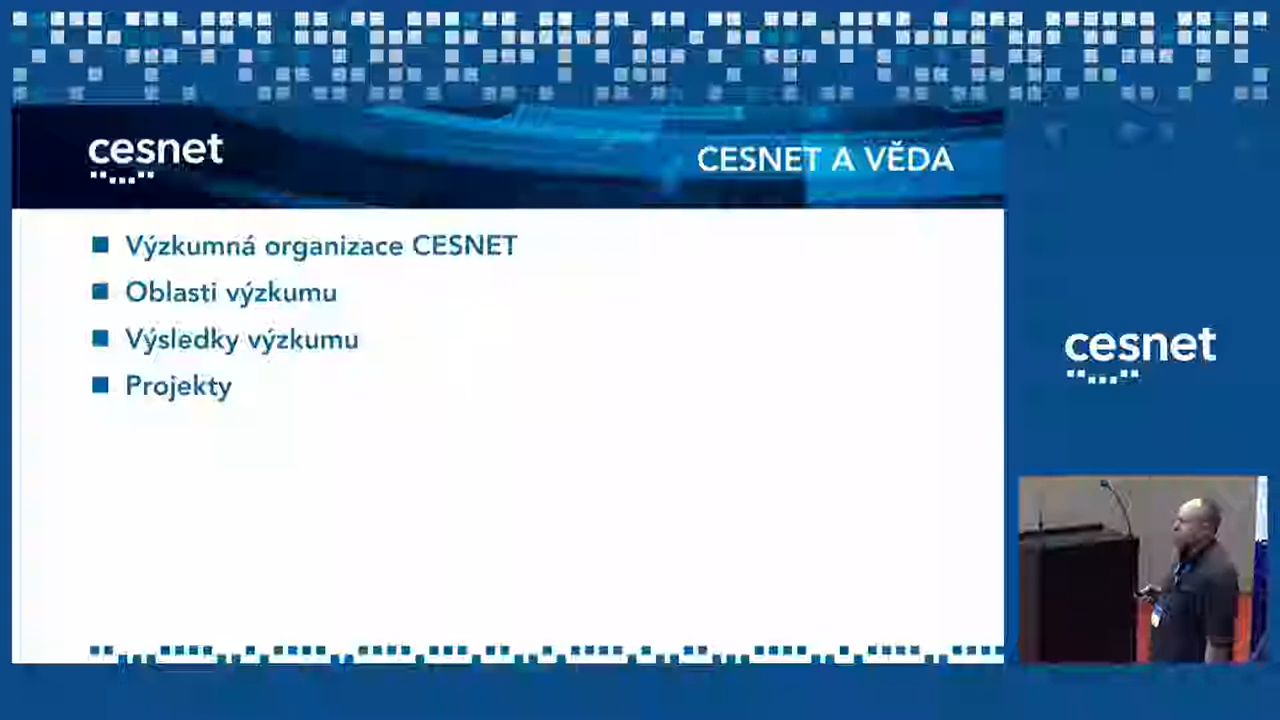 cesnet
CESNET A VĚDA
Výzkumná organizace CESNET
Oblasti výzkumu
Výsledky výzkumu
Projekty
cesnet